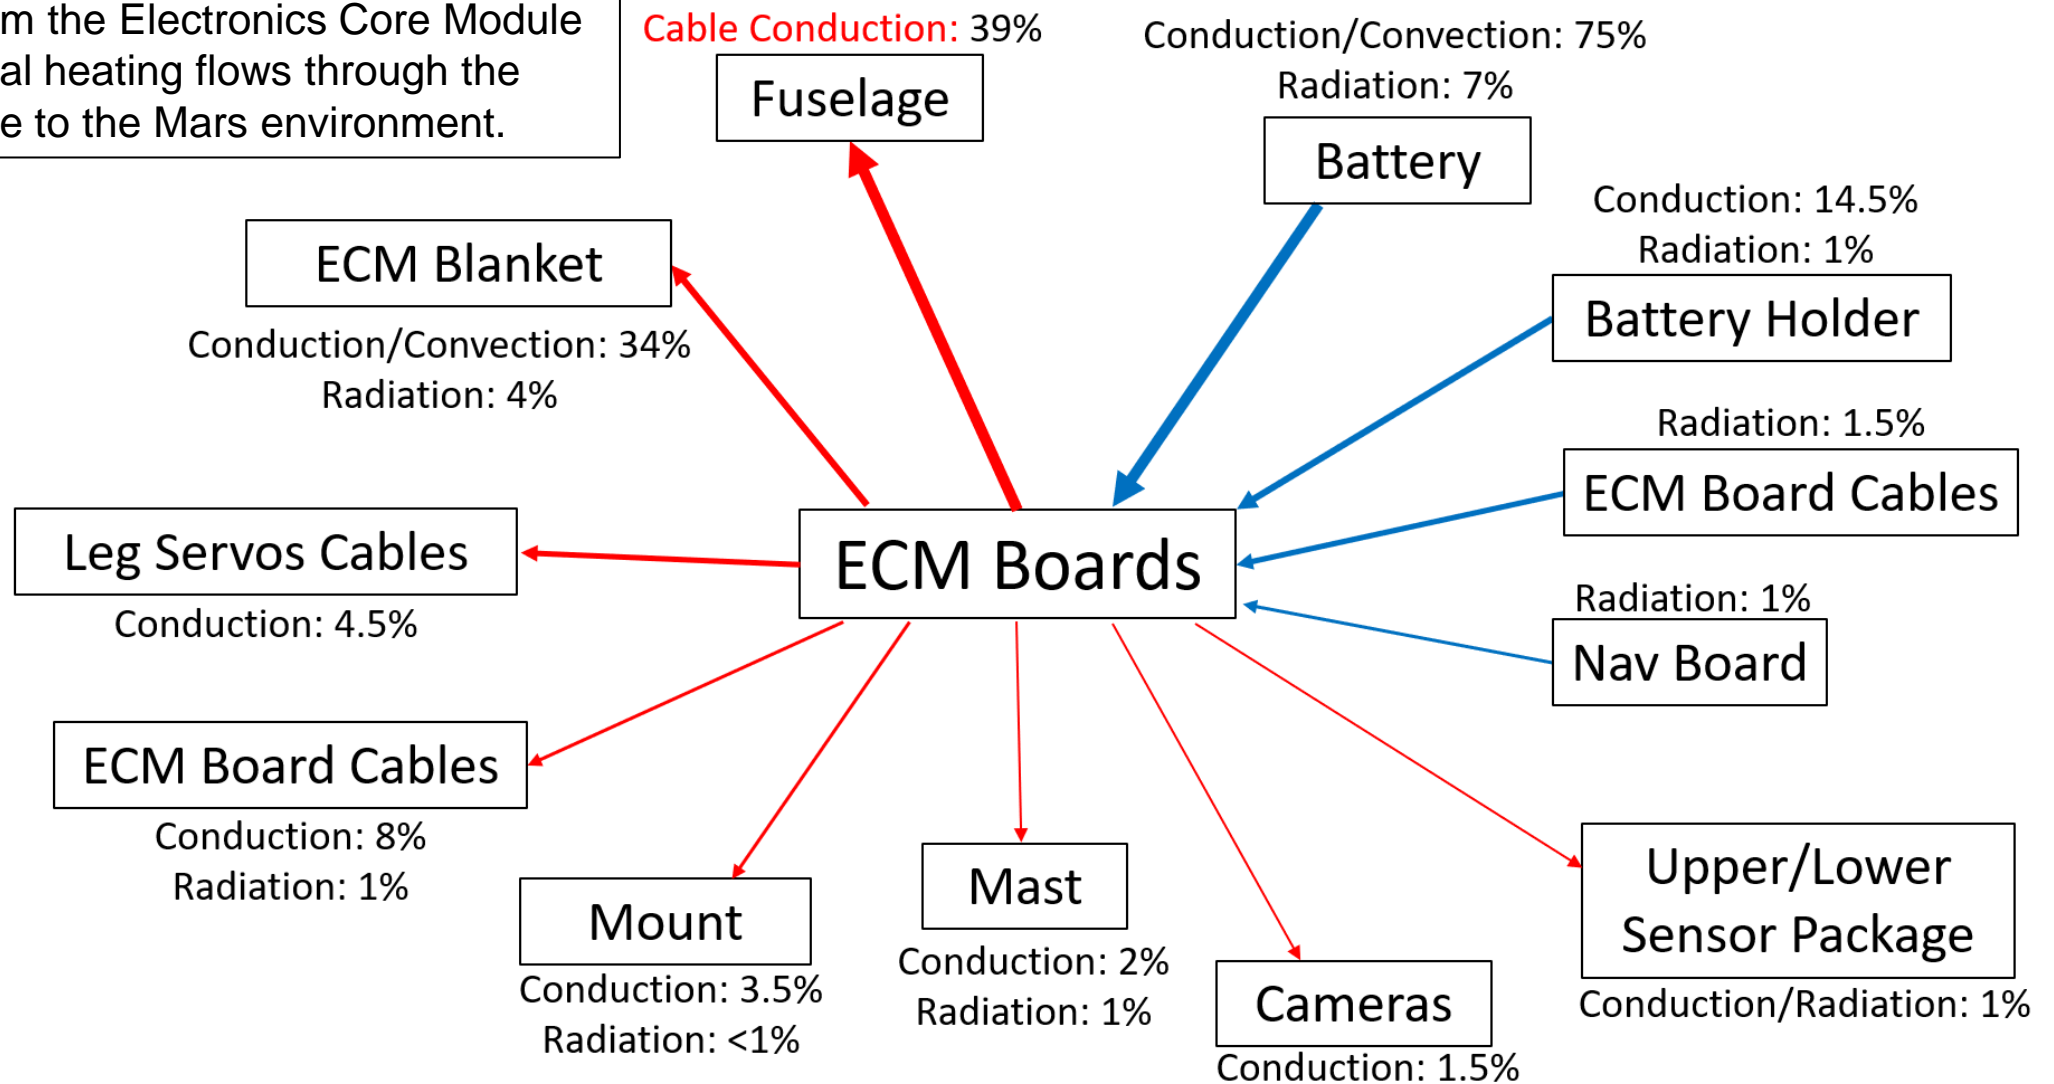 m the Electronics Core Module
al heating flows through the
e to the Mars environment.
Cable Conduction: 39%
Fuselage
Conduction/Convection: 75%
Radiation: 7%
Battery
Conduction: 14.5%
Radiation: 1%
Battery Holder
ECM Blanket
Conduction/Convection: 34%
Radiation: 4%
Radiation: 1.5%
ECM Board Cables
Leg Servos Cables
Conduction: 4.5%
ECM Boards
Radiation: 1%
Nav Board
ECM Board Cables
Conduction: 8%
Radiation: 1%
Mount
Conduction: 3.5%
Radiation: <1%
Mast
Conduction: 2%
Radiation: 1%
Cameras
Conduction: 1.5%
Upper/Lower
Sensor Package
Conduction/Radiation: 1%